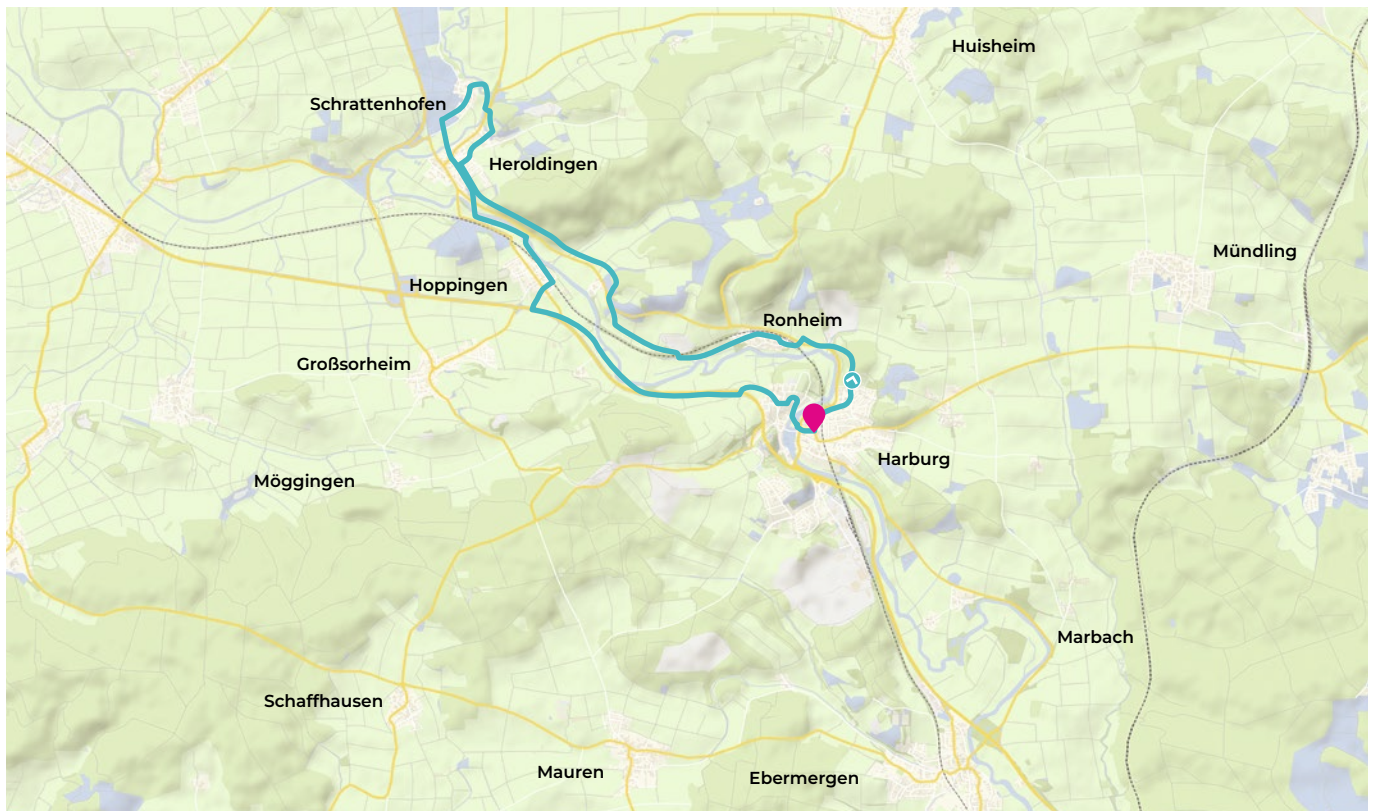 Huisheim
Schrattenhofen
Heroldingen
Mündling
Hoppingen
Ronheim
Großsorheim
Harburg
Möggingen
Marbach
Schaffhausen
Mauren
Ebermergen